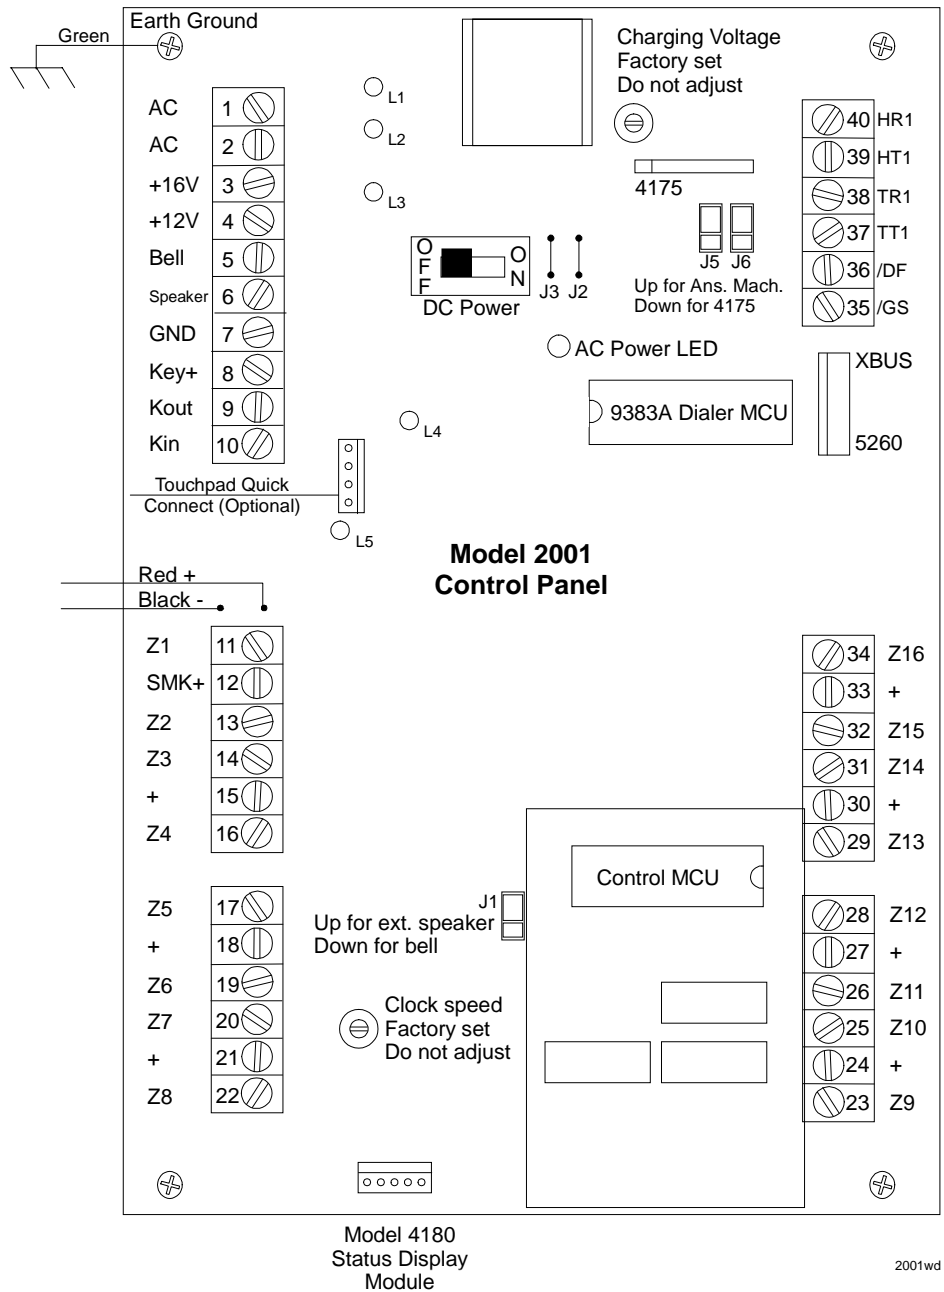 Earth Ground
Green
Charging Voltage
Factory set
Do not adjust
L1
L2
L3
AC 1
AC 2
+16V 3
+12V 4
Bell 5
Speaker 6
GND 7
Key+ 8
Kout 9
Kin 10
4175
40 HR1
39 HT1
38 TR1
37 TT1
36 /DF
35 /GS
OFF
ON
DC Power
J3 J2
J5 J6
Up for Ans. Mach.
Down for 4175
AC Power LED
XBUS
9383A Dialer MCU
5260
L4
Touchpad Quick
Connect (Optional)
L5
Model 2001
Control Panel
Red +
Black -
Z1 11
SMK+ 12
Z2 13
Z3 14
+ 15
Z4 16
34 Z16
33 +
32 Z15
31 Z14
30 +
29 Z13
Control MCU
J1
Up for ext. speaker
Down for bell
Z5 17
+ 18
Z6 19
Z7 20
+ 21
Z8 22
28 Z12
27 +
26 Z11
25 Z10
24 +
23 Z9
Clock speed
Factory set
Do not adjust
Model 4180
Status Display
Module
2001wd